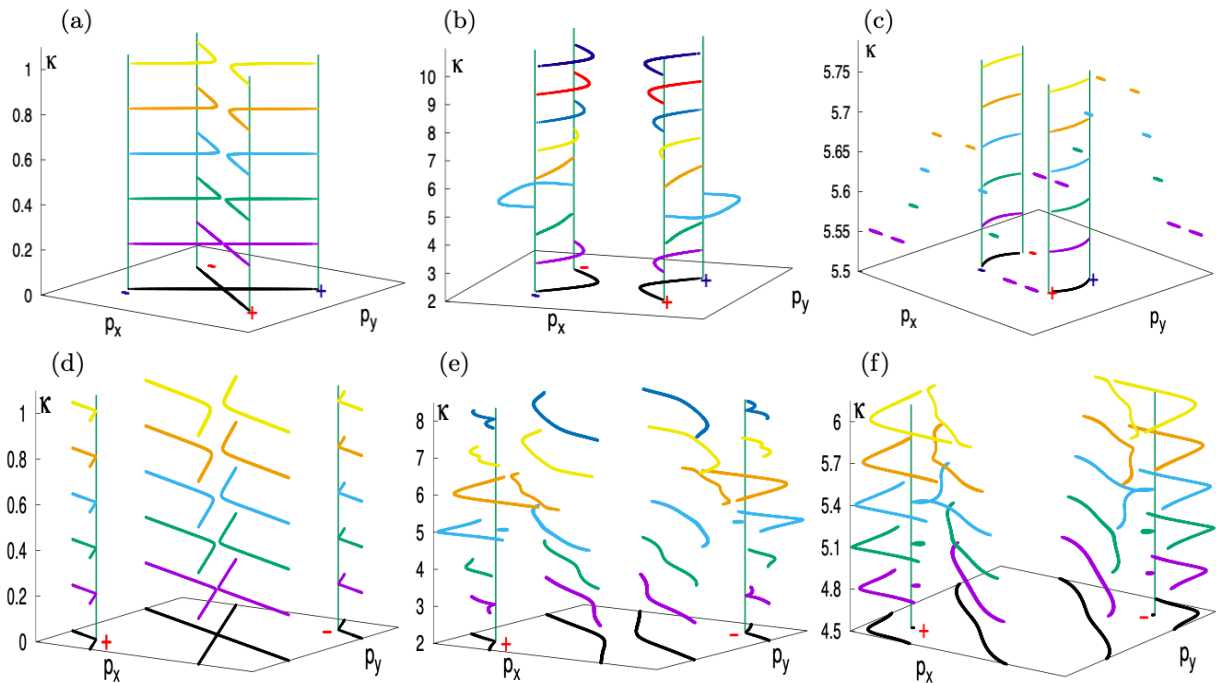 (a)
κ
1
0.8
0.6
0.4
0.2
0
-
-
+
+
p_x
p_y
(b)
κ
10
9
8
7
6
5
4
3
2
-
-
+
+
p_x
p_y
(c)
κ
5.75
5.7
5.65
5.6
5.55
5.5
-
-
+
+
p_x
p_y
(d)
κ
1
0.8
0.6
0.4
0.2
0
+
-
p_x
p_y
(e)
κ
8
7
6
5
4
3
2
+
-
p_x
p_y
(f)
κ
6
5.7
5.4
5.1
4.8
4.5
+
-
p_x
p_y